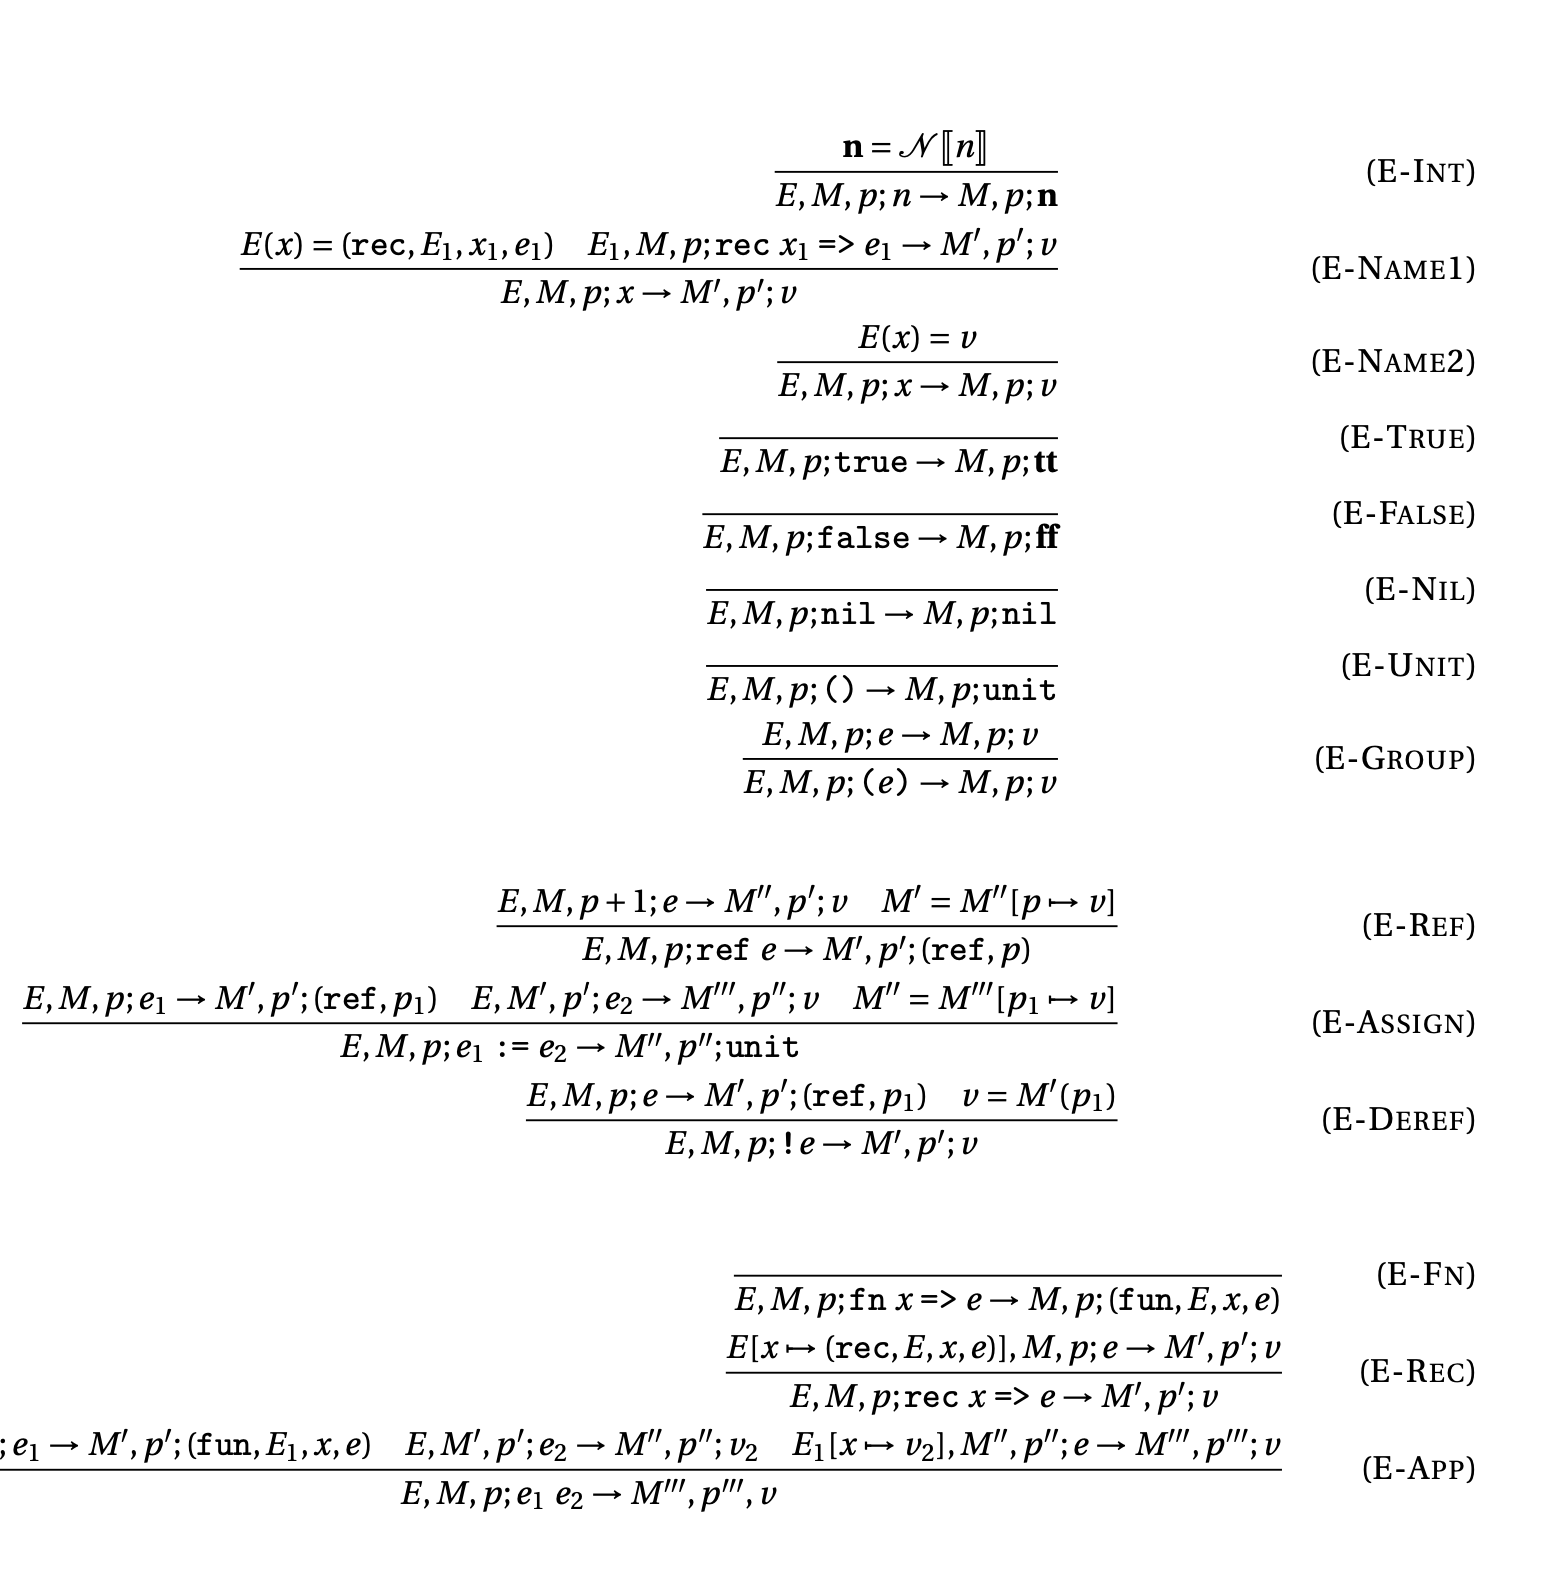 n = 𝒩⟦n⟧
E, M, p; n → M, p; n (E-INT)
E(x) = (rec, E₁, x₁, e₁) E₁, M, p; rec x₁ => e₁ → M′, p′; v
E, M, p; x → M′, p′; v (E-NAME1)
E(x) = v
E, M, p; x → M, p; v (E-NAME2)
E, M, p; true → M, p; tt (E-TRUE)
E, M, p; false → M, p; ff (E-FALSE)
E, M, p; nil → M, p; nil (E-NIL)
E, M, p; () → M, p; unit (E-UNIT)
E, M, p; e → M, p; v
E, M, p; (e) → M, p; v (E-GROUP)
E, M, p + 1; e → M″, p′; v M′ = M″[p ↦ v]
E, M, p; ref e → M′, p′; (ref, p) (E-REF)
E, M, p; e₁ → M′, p′; (ref, p₁) E, M′, p′; e₂ → M‴, p″; v M″ = M‴[p₁ ↦ v]
E, M, p; e₁ := e₂ → M″, p″; unit (E-ASSIGN)
E, M, p; e → M′, p′; (ref, p₁) v = M′(p₁)
E, M, p; !e → M′, p′; v (E-DEREF)
E, M, p; fn x => e → M, p; (fun, E, x, e) (E-FN)
E[x ↦ (rec, E, x, e)], M, p; e → M′, p′; v
E, M, p; rec x => e → M′, p′; v (E-REC)
; e₁ → M′, p′; (fun, E₁, x, e) E, M′, p′; e₂ → M″, p″; v₂ E₁[x ↦ v₂], M″, p″; e → M‴, p‴; v
E, M, p; e₁ e₂ → M‴, p‴, v (E-APP)